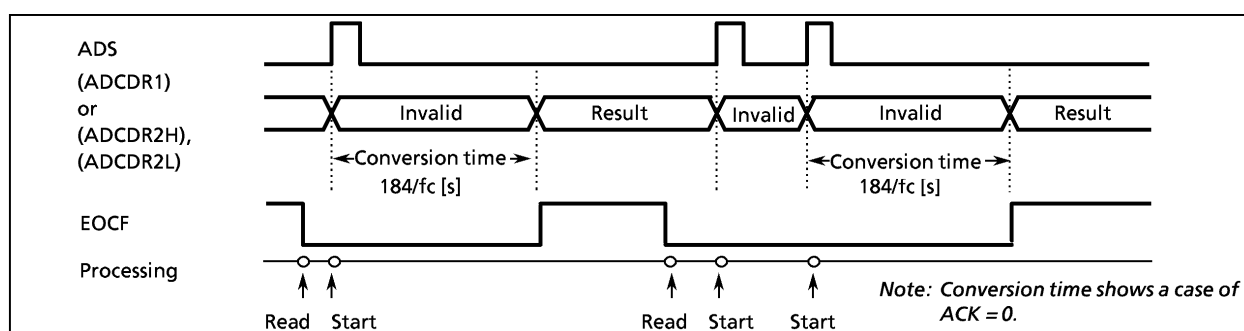 ADS
(ADCDR1)
or
(ADCDR2H),
(ADCDR2L)
Invalid
Result
Invalid
Invalid
Result
Conversion time
184/fc [s]
Conversion time
184/fc [s]
EOCF
Processing
Read
Start
Read
Start
Start
Note: Conversion time shows a case of
ACK = 0.